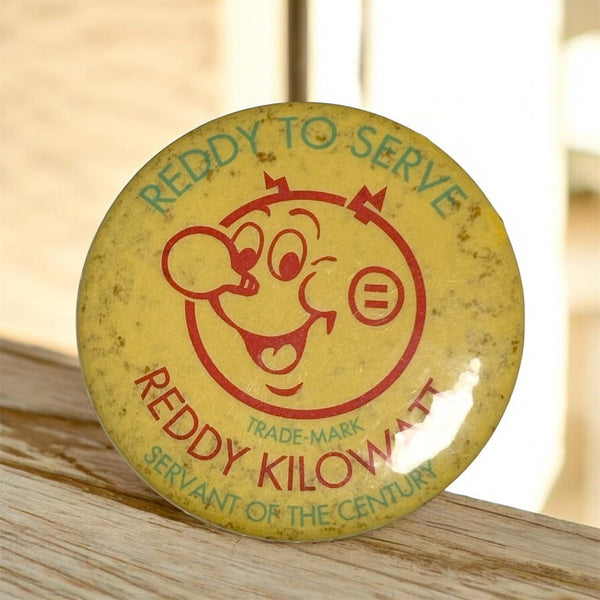 REDDY TO SERVE
TRADE-MARK
REDDY KILOWATT
SERVANT OF THE CENTURY